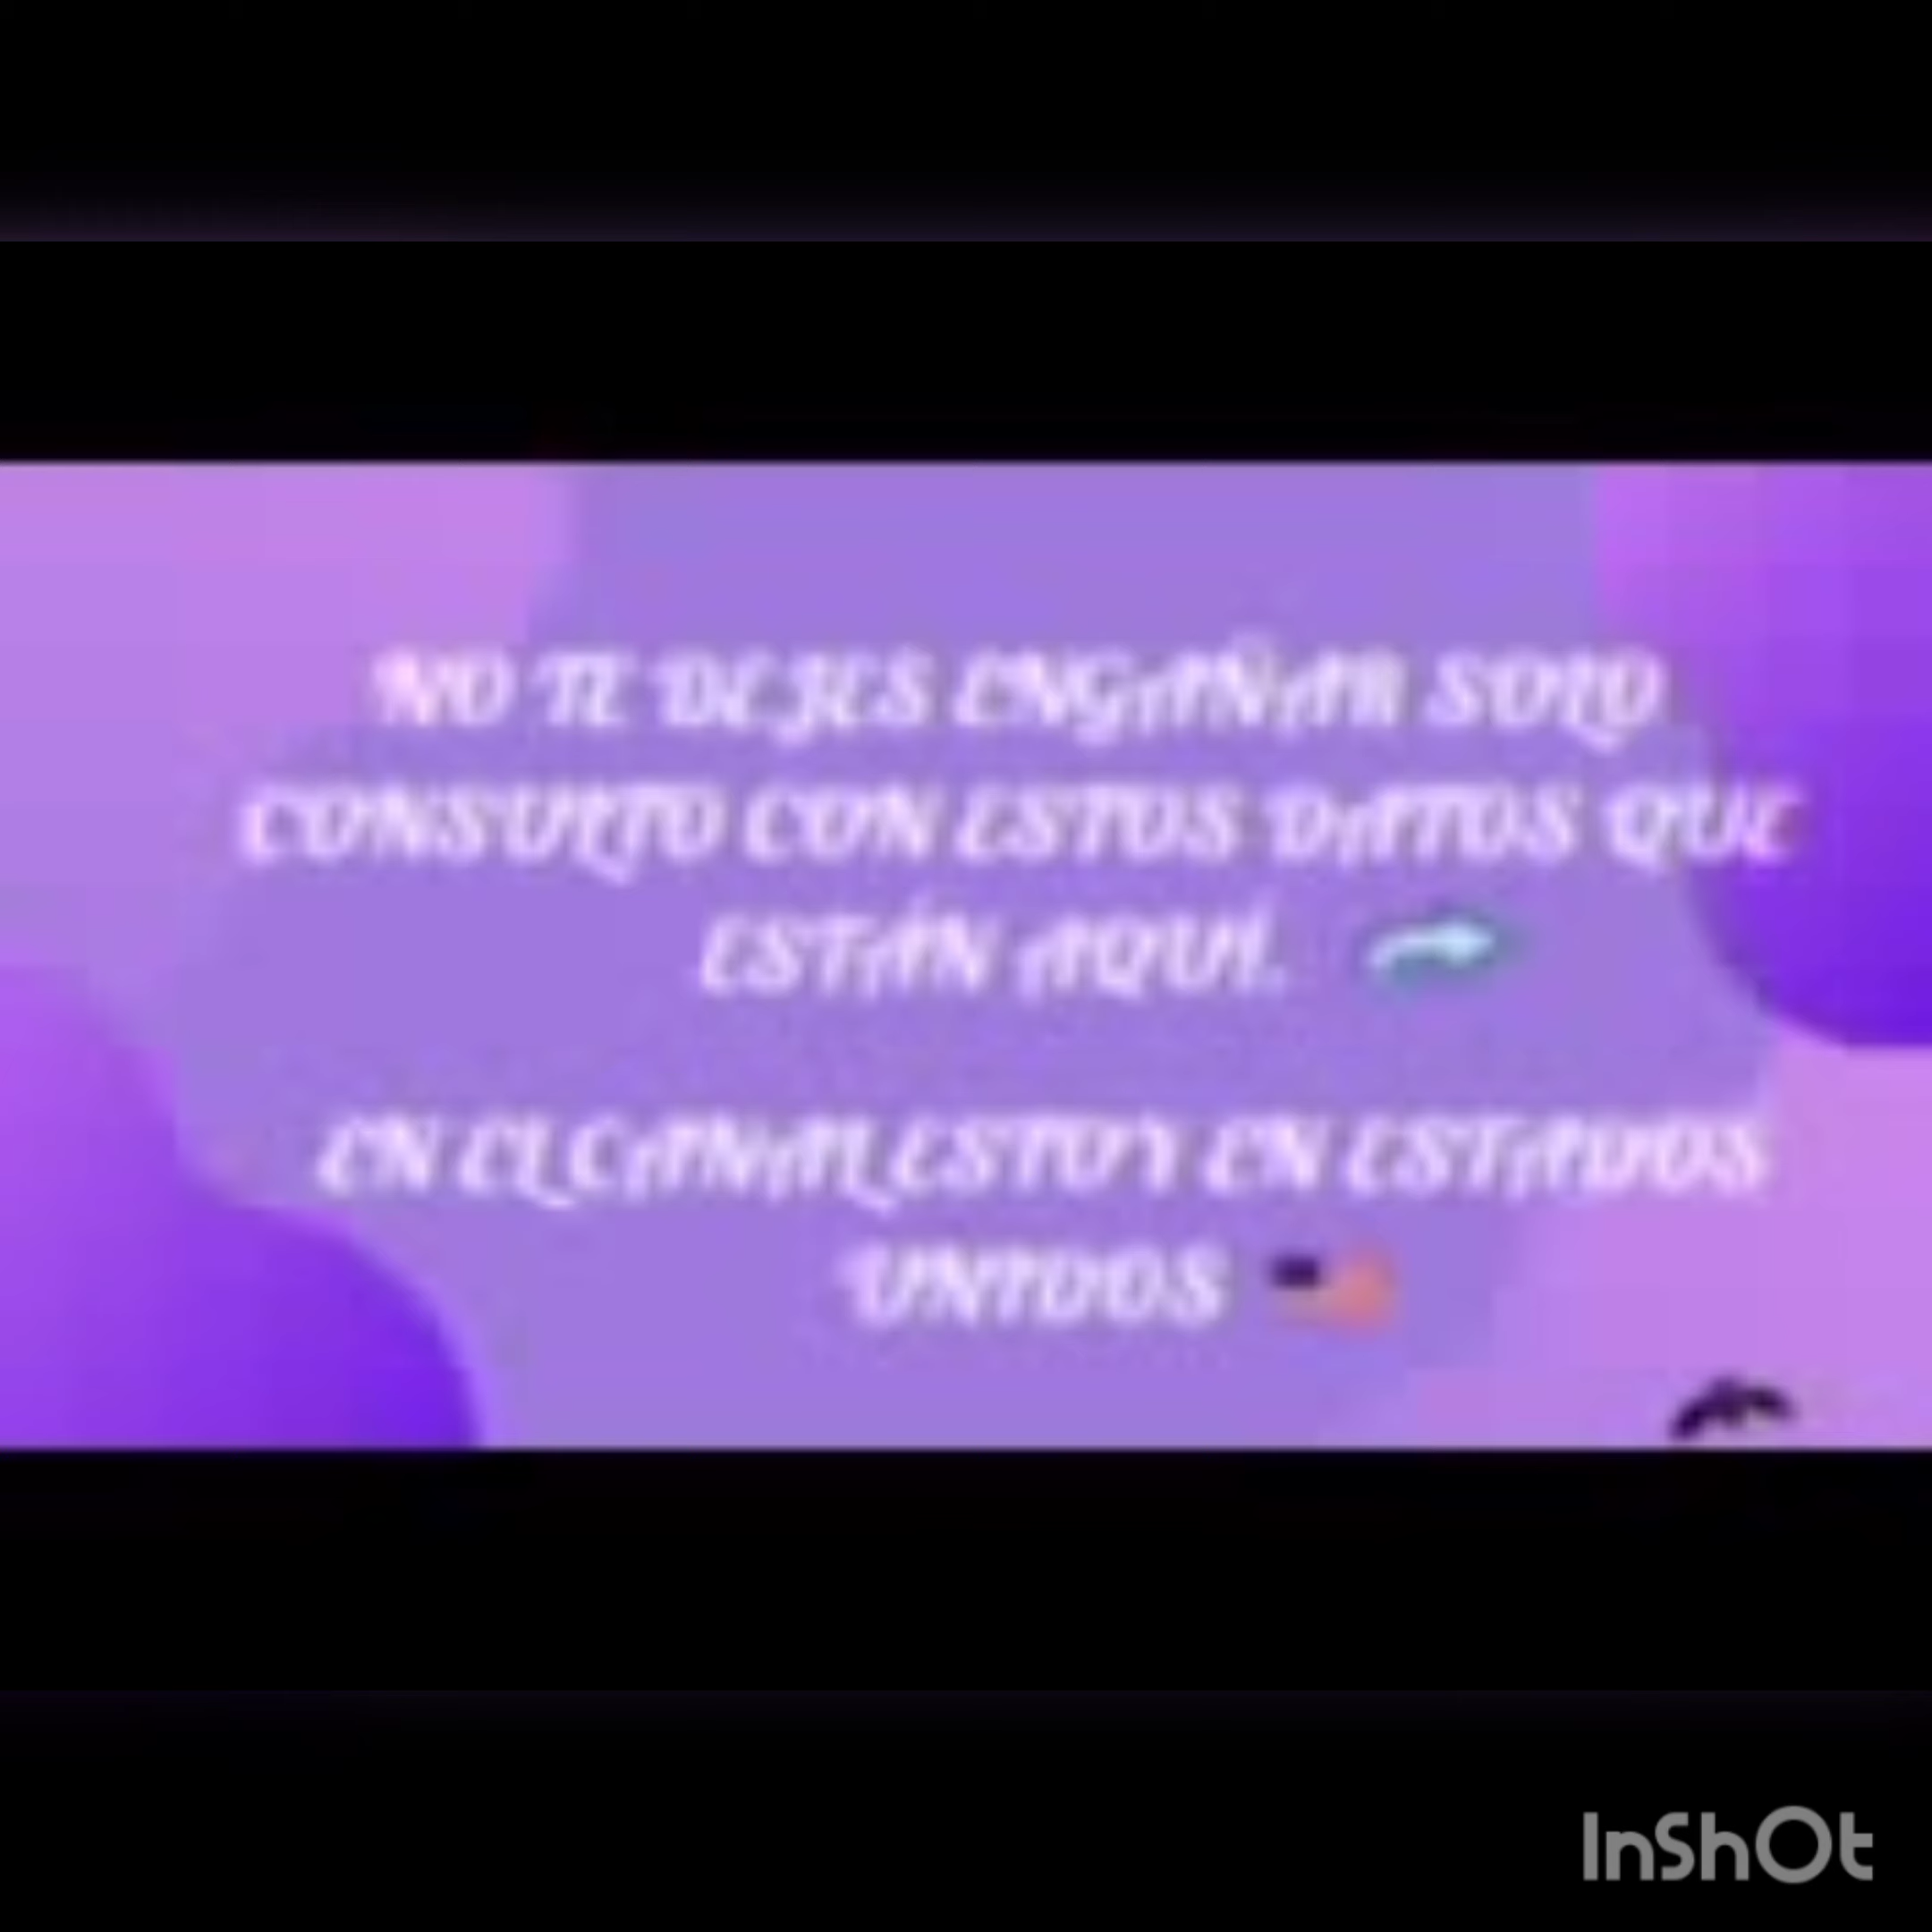 NO TE DEJES ENGAÑAR SOLO
CONSULTO CON ESTOS DATOS QUE
ESTÁN AQUÍ.
EN EL CANAL ESTOY EN ESTADOS
UNIDOS
InShOt